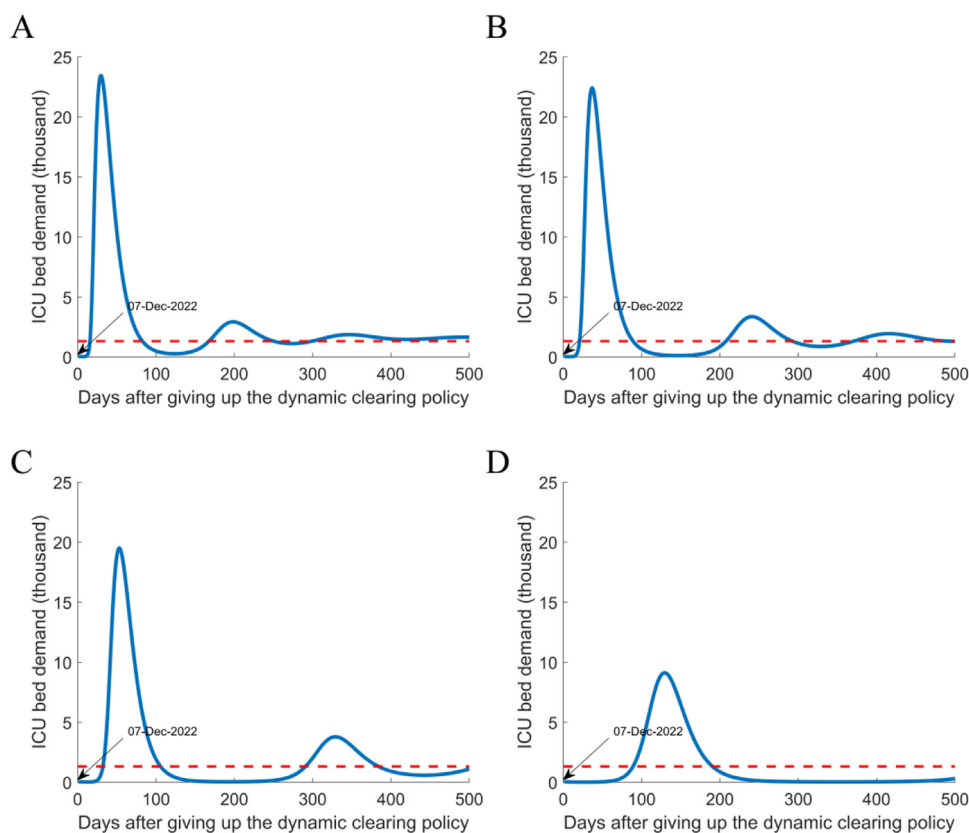 A
ICU bed demand (thousand)
25
20
15
10
5
0
07-Dec-2022
0 100 200 300 400 500
Days after giving up the dynamic clearing policy
B
ICU bed demand (thousand)
25
20
15
10
5
0
07-Dec-2022
0 100 200 300 400 500
Days after giving up the dynamic clearing policy
C
ICU bed demand (thousand)
25
20
15
10
5
0
07-Dec-2022
0 100 200 300 400 500
Days after giving up the dynamic clearing policy
D
ICU bed demand (thousand)
25
20
15
10
5
0
07-Dec-2022
0 100 200 300 400 500
Days after giving up the dynamic clearing policy